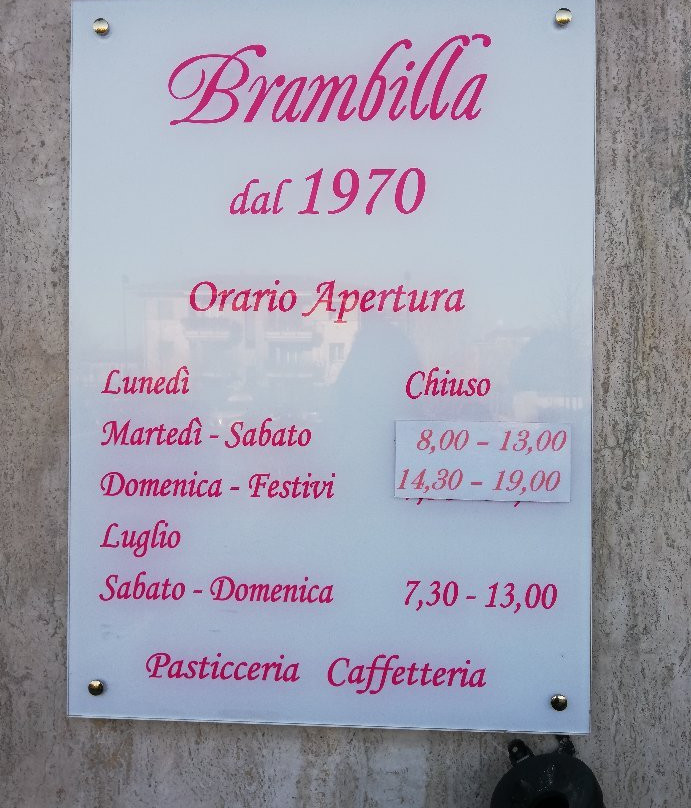 Brambilla
dal 1970
Orario Apertura
Lunedì Chiuso
Martedì - Sabato 8,00 - 13,00
Domenica - Festivi 14,30 - 19,00
Luglio
Sabato - Domenica 7,30 - 13,00
Pasticceria Caffetteria